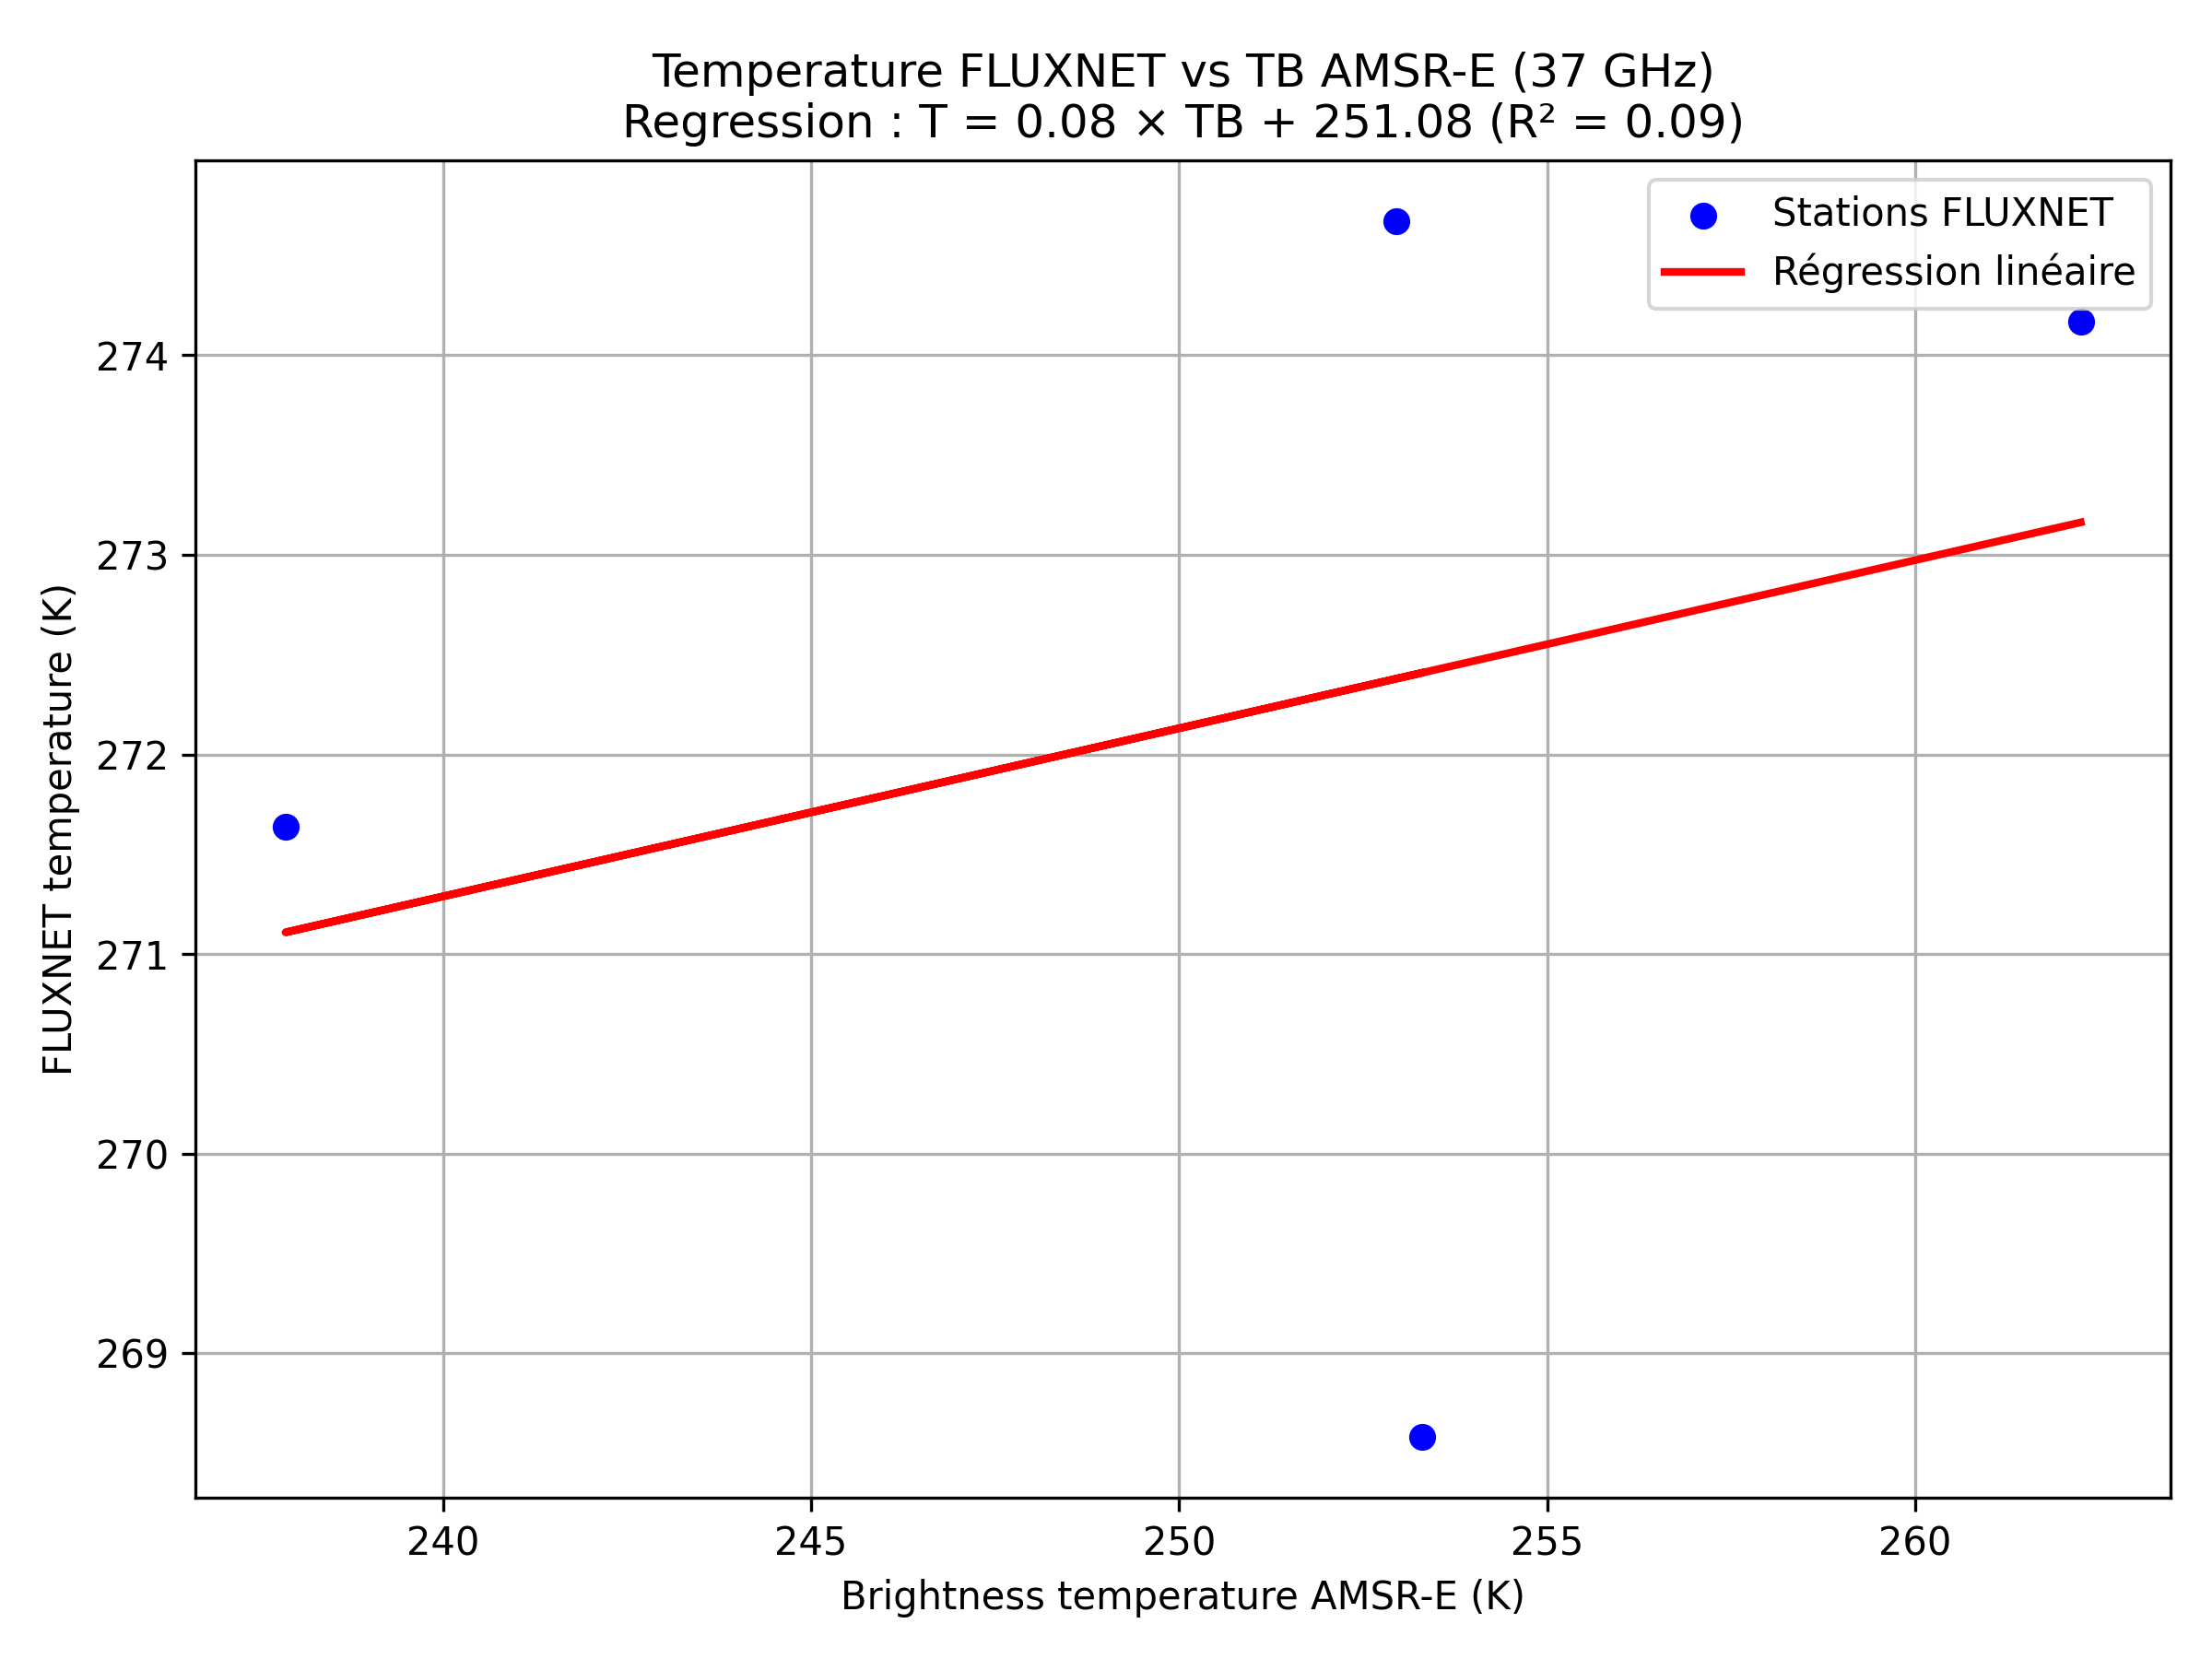 Temperature FLUXNET vs TB AMSR-E (37 GHz)
Regression : T = 0.08 × TB + 251.08 (R² = 0.09)
Stations FLUXNET
Régression linéaire
FLUXNET temperature (K)
274
273
272
271
270
269
240 245 250 255 260
Brightness temperature AMSR-E (K)